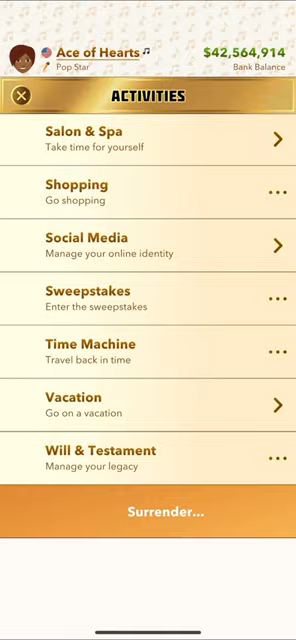 Ace of Hearts
$42,564,914
Pop Star
Bank Balance
ACTIVITIES
Salon & Spa
Take time for yourself
Shopping
Go shopping
Social Media
Manage your online identity
Sweepstakes
Enter the sweepstakes
Time Machine
Travel back in time
Vacation
Go on a vacation
Will & Testament
Manage your legacy
Surrender...